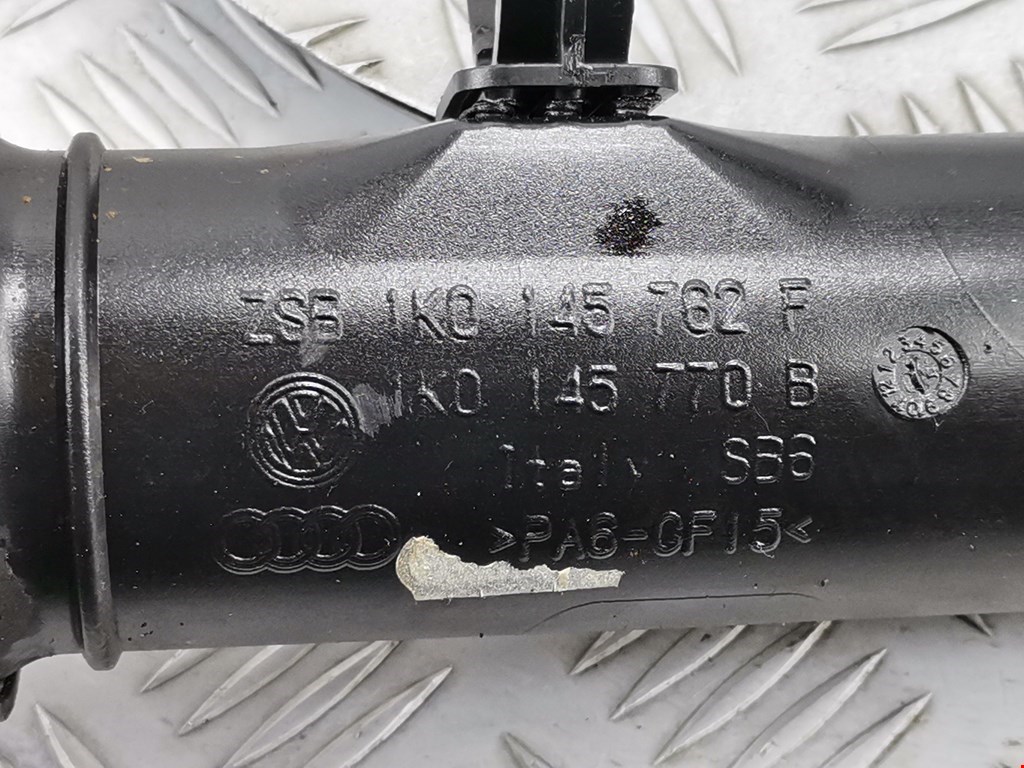 ZSB 1K0 145 762 F
1K0 145 770 B
Italy SB6
>PA6-GF15<